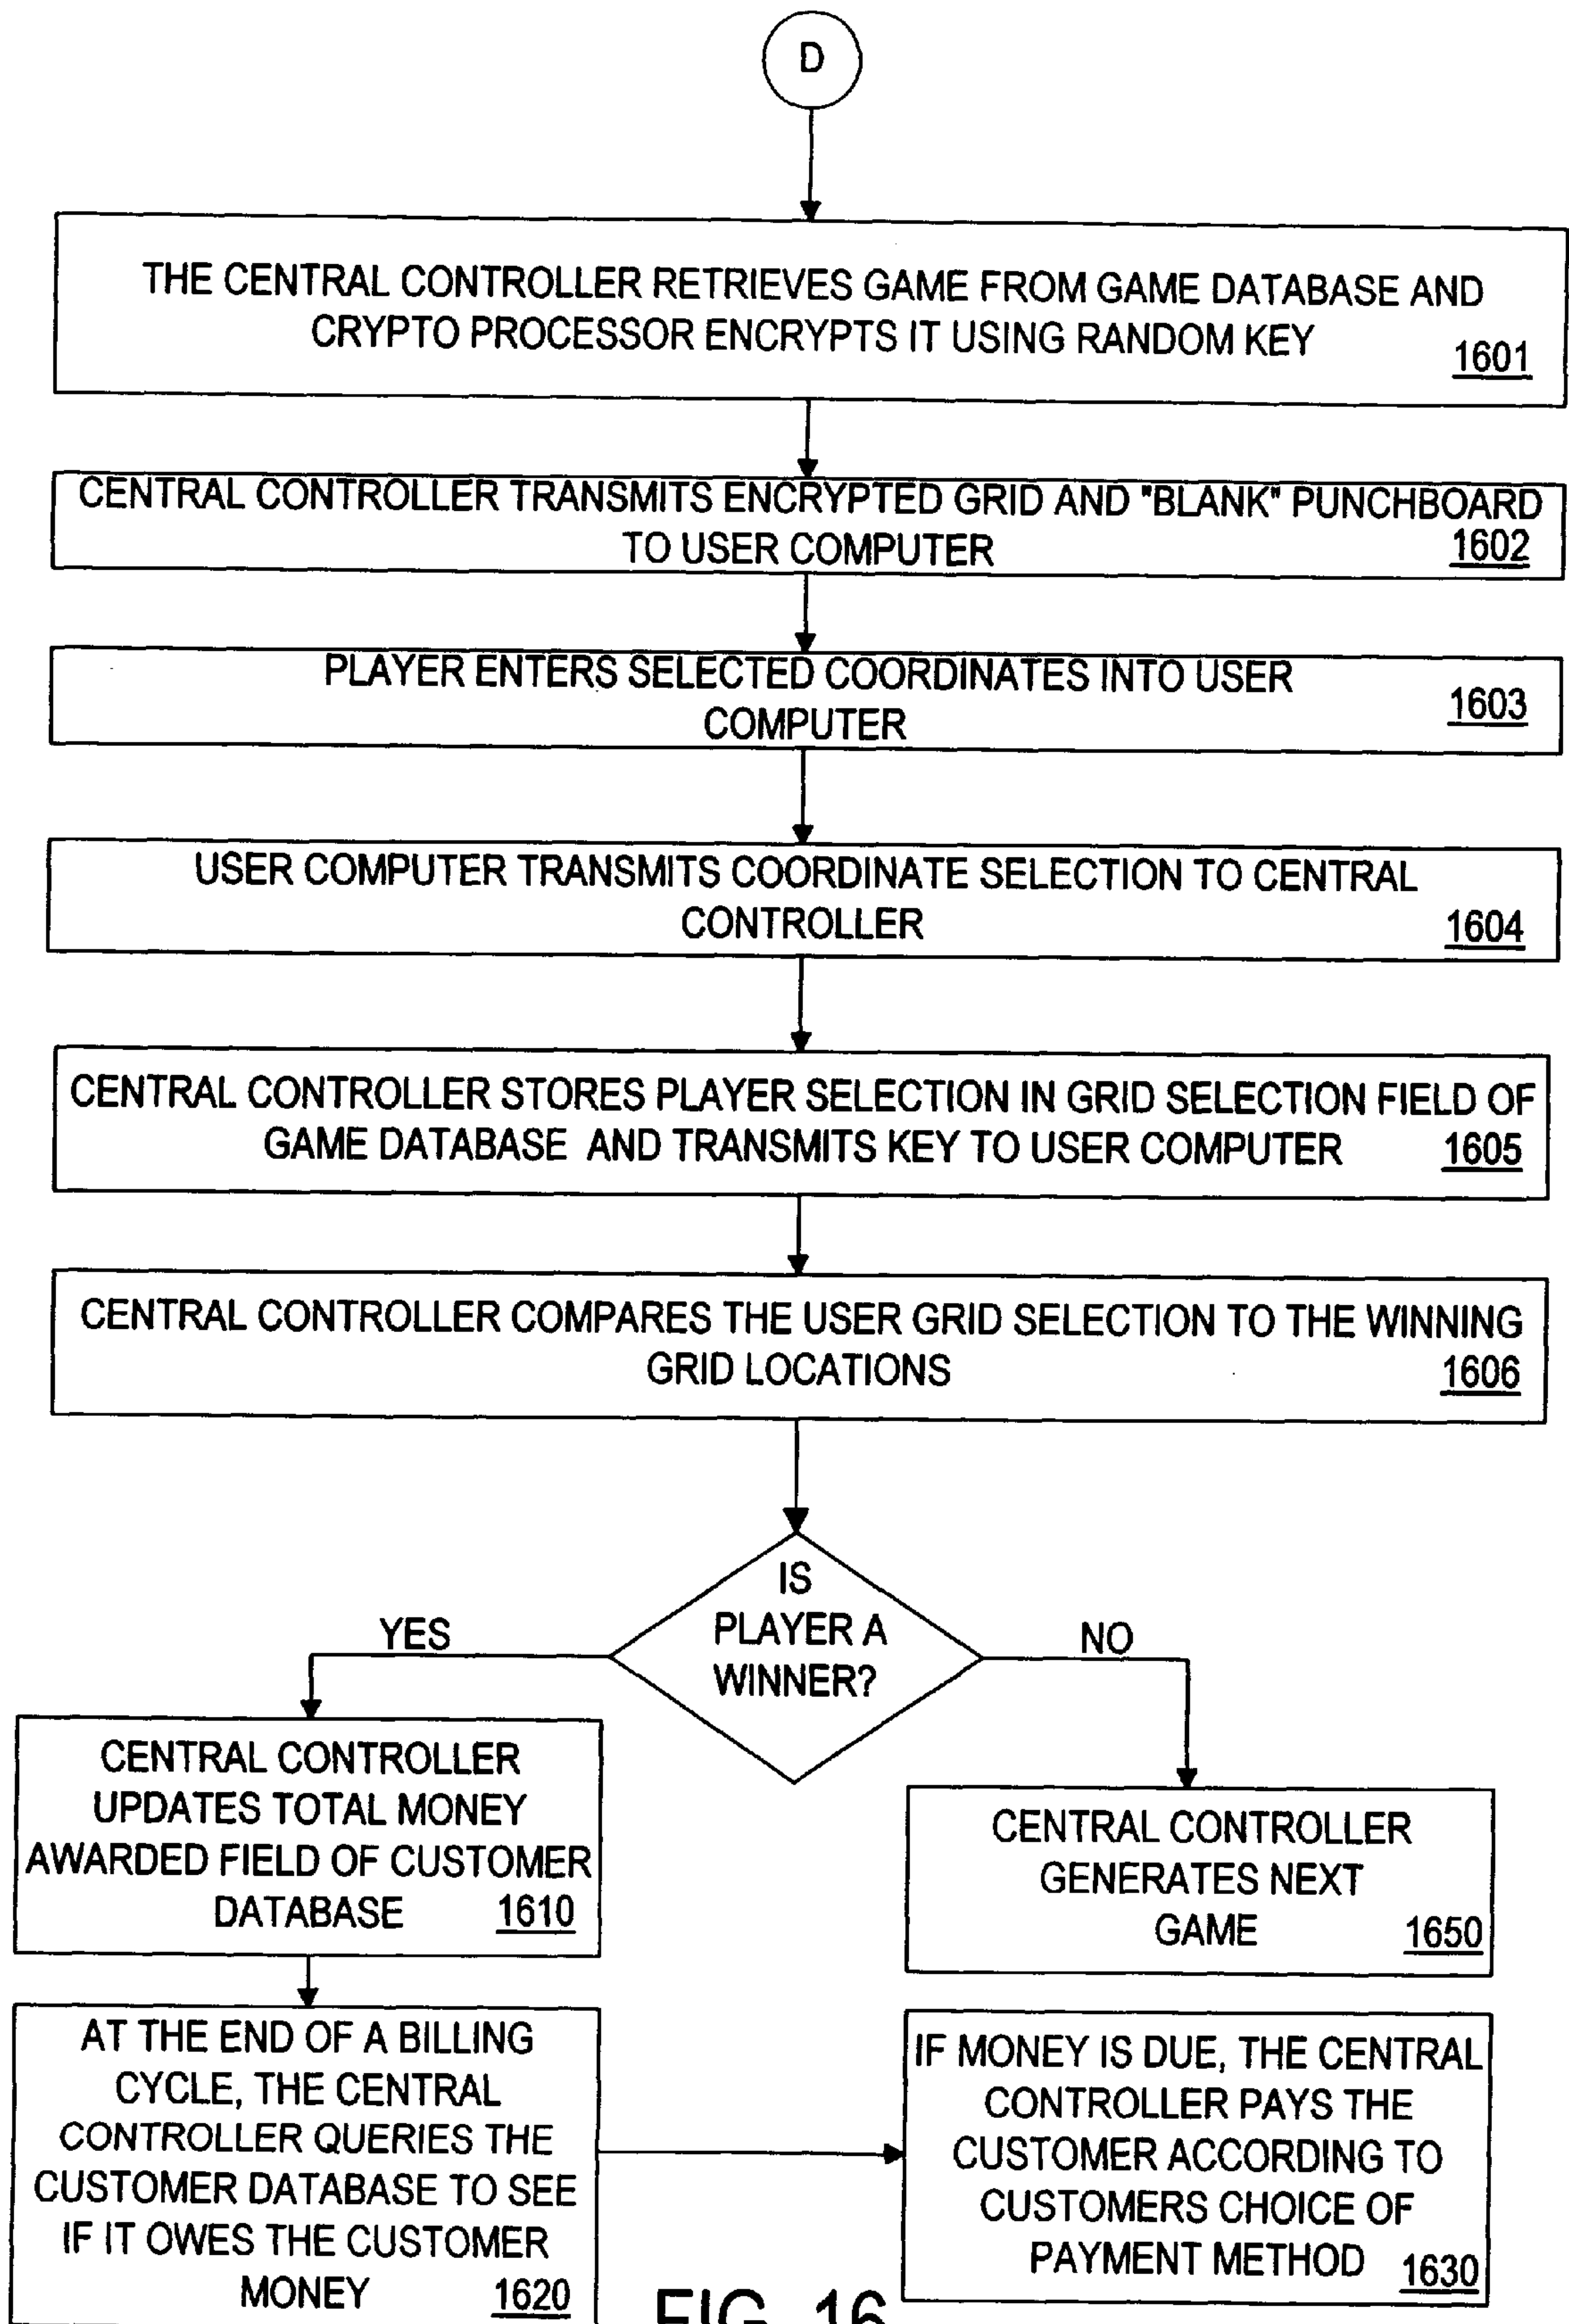 D
THE CENTRAL CONTROLLER RETRIEVES GAME FROM GAME DATABASE AND
CRYPTO PROCESSOR ENCRYPTS IT USING RANDOM KEY
1601
CENTRAL CONTROLLER TRANSMITS ENCRYPTED GRID AND "BLANK" PUNCHBOARD
TO USER COMPUTER
1602
PLAYER ENTERS SELECTED COORDINATES INTO USER
COMPUTER
1603
USER COMPUTER TRANSMITS COORDINATE SELECTION TO CENTRAL
CONTROLLER
1604
CENTRAL CONTROLLER STORES PLAYER SELECTION IN GRID SELECTION FIELD OF
GAME DATABASE AND TRANSMITS KEY TO USER COMPUTER
1605
CENTRAL CONTROLLER COMPARES THE USER GRID SELECTION TO THE WINNING
GRID LOCATIONS
1606
IS
PLAYER A
WINNER?
YES
NO
CENTRAL CONTROLLER
UPDATES TOTAL MONEY
AWARDED FIELD OF CUSTOMER
DATABASE
1610
CENTRAL CONTROLLER
GENERATES NEXT
GAME
1650
AT THE END OF A BILLING
CYCLE, THE CENTRAL
CONTROLLER QUERIES THE
CUSTOMER DATABASE TO SEE
IF IT OWES THE CUSTOMER
MONEY
1620
IF MONEY IS DUE, THE CENTRAL
CONTROLLER PAYS THE
CUSTOMER ACCORDING TO
CUSTOMERS CHOICE OF
PAYMENT METHOD
1630
FIG. 16